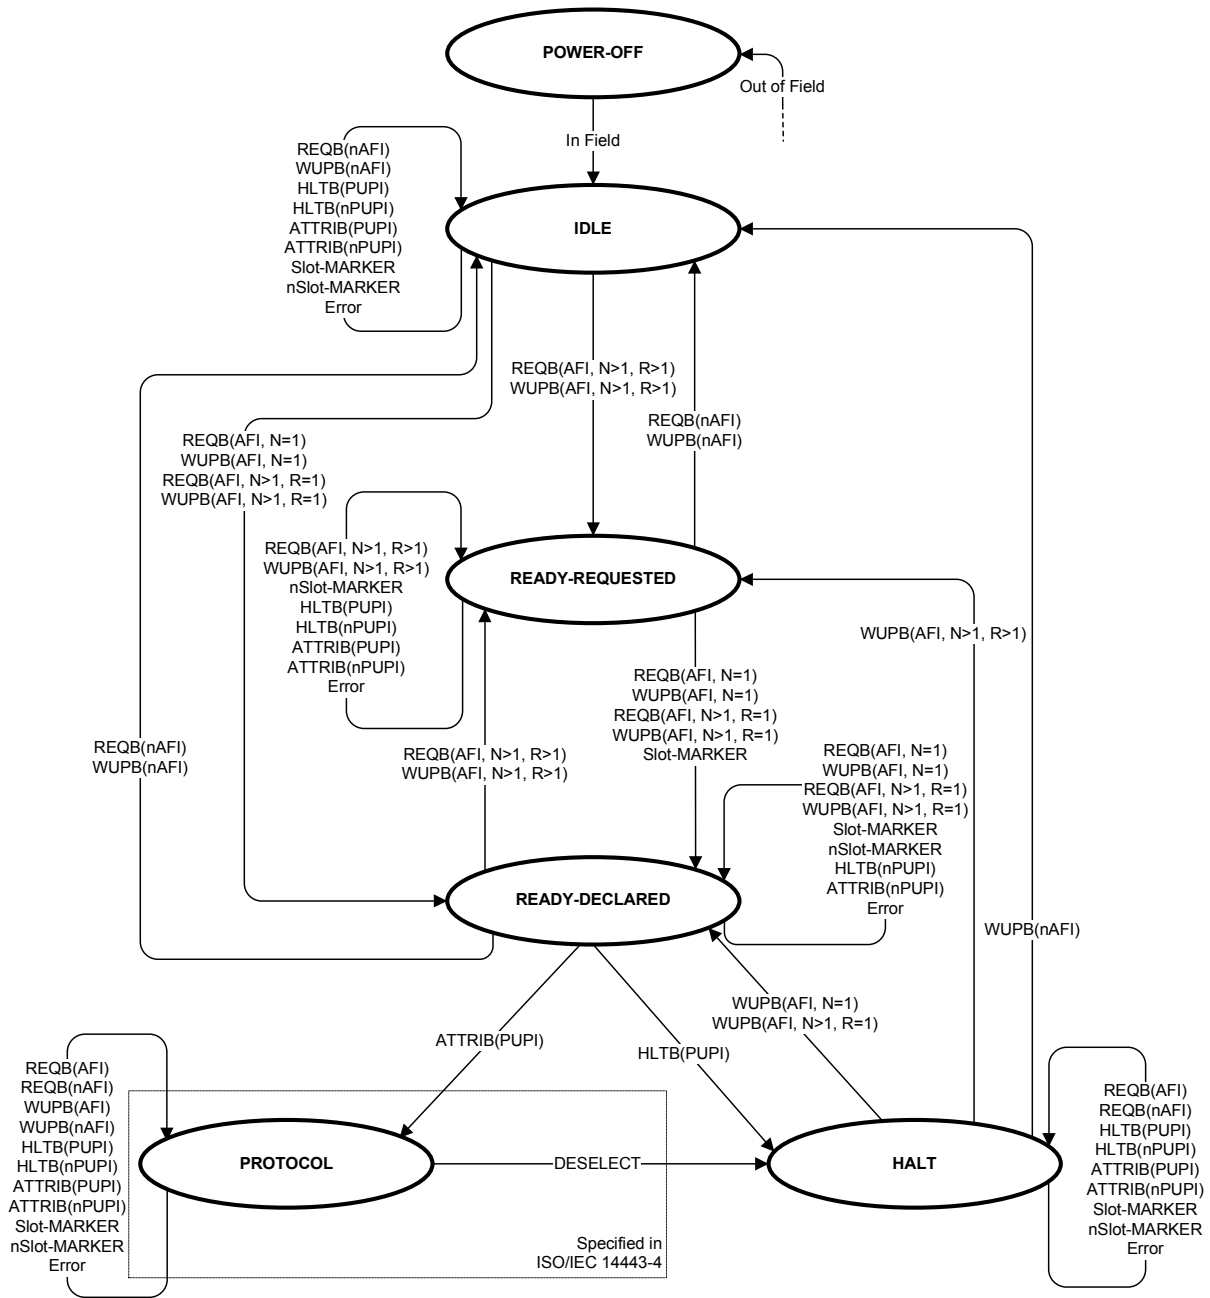 POWER-OFF
Out of Field
In Field
REQB(nAFI)
WUPB(nAFI)
HLTB(PUPI)
HLTB(nPUPI)
ATTRIB(PUPI)
ATTRIB(nPUPI)
Slot-MARKER
nSlot-MARKER
Error
IDLE
REQB(AFI, N>1, R>1)
WUPB(AFI, N>1, R>1)
REQB(nAFI)
WUPB(nAFI)
REQB(AFI, N=1)
WUPB(AFI, N=1)
REQB(AFI, N>1, R=1)
WUPB(AFI, N>1, R=1)
REQB(AFI, N>1, R>1)
WUPB(AFI, N>1, R>1)
nSlot-MARKER
HLTB(PUPI)
HLTB(nPUPI)
ATTRIB(PUPI)
ATTRIB(nPUPI)
Error
READY-REQUESTED
WUPB(AFI, N>1, R>1)
REQB(AFI, N=1)
WUPB(AFI, N=1)
REQB(AFI, N>1, R=1)
WUPB(AFI, N>1, R=1)
Slot-MARKER
REQB(nAFI)
WUPB(nAFI)
REQB(AFI, N>1, R>1)
WUPB(AFI, N>1, R>1)
REQB(AFI, N=1)
WUPB(AFI, N=1)
REQB(AFI, N>1, R=1)
WUPB(AFI, N>1, R=1)
Slot-MARKER
nSlot-MARKER
HLTB(nPUPI)
ATTRIB(nPUPI)
Error
READY-DECLARED
WUPB(nAFI)
WUPB(AFI, N=1)
WUPB(AFI, N>1, R=1)
ATTRIB(PUPI)
HLTB(PUPI)
REQB(AFI)
REQB(nAFI)
WUPB(AFI)
WUPB(nAFI)
HLTB(PUPI)
HLTB(nPUPI)
ATTRIB(PUPI)
ATTRIB(nPUPI)
Slot-MARKER
nSlot-MARKER
Error
PROTOCOL
DESELECT
HALT
REQB(AFI)
REQB(nAFI)
HLTB(PUPI)
HLTB(nPUPI)
ATTRIB(PUPI)
ATTRIB(nPUPI)
Slot-MARKER
nSlot-MARKER
Error
Specified in
ISO/IEC 14443-4